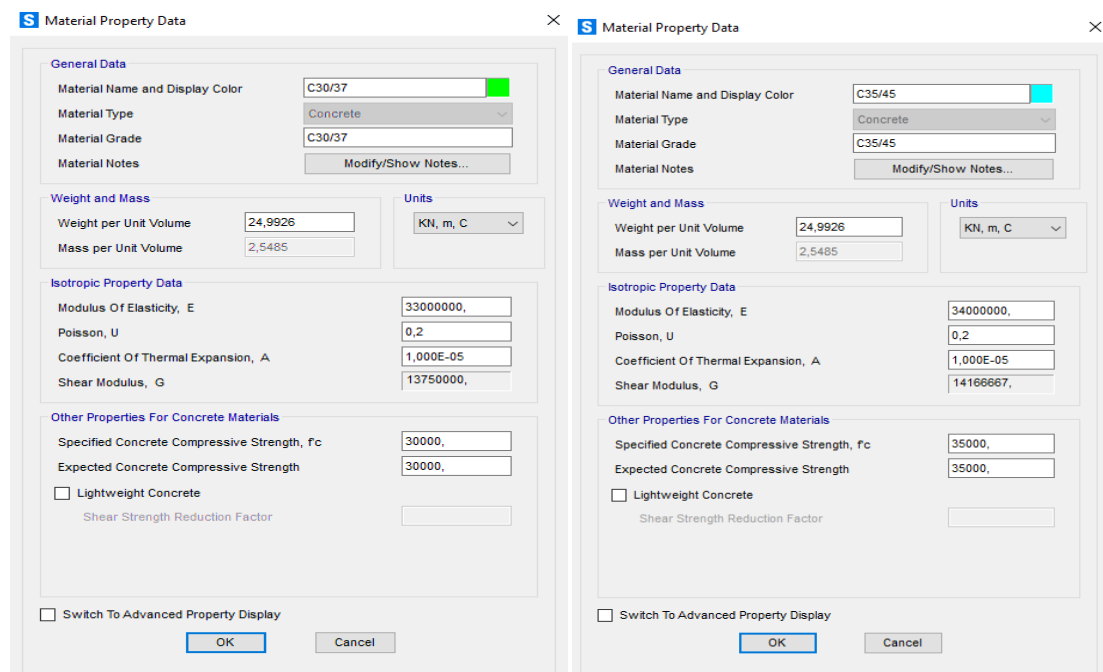 S Material Property Data
General Data
Material Name and Display Color C30/37
Material Type Concrete
Material Grade C30/37
Material Notes Modify/Show Notes...
Weight and Mass
Weight per Unit Volume 24,9926
Mass per Unit Volume 2,5485
Units
KN, m, C
Isotropic Property Data
Modulus Of Elasticity, E 33000000,
Poisson, U 0,2
Coefficient Of Thermal Expansion, A 1,000E-05
Shear Modulus, G 13750000,
Other Properties For Concrete Materials
Specified Concrete Compressive Strength, f'c 30000,
Expected Concrete Compressive Strength 30000,
Lightweight Concrete
Shear Strength Reduction Factor
Switch To Advanced Property Display
OK Cancel
S Material Property Data
General Data
Material Name and Display Color C35/45
Material Type Concrete
Material Grade C35/45
Material Notes Modify/Show Notes...
Weight and Mass
Weight per Unit Volume 24,9926
Mass per Unit Volume 2,5485
Units
KN, m, C
Isotropic Property Data
Modulus Of Elasticity, E 34000000,
Poisson, U 0,2
Coefficient Of Thermal Expansion, A 1,000E-05
Shear Modulus, G 14166667,
Other Properties For Concrete Materials
Specified Concrete Compressive Strength, f'c 35000,
Expected Concrete Compressive Strength 35000,
Lightweight Concrete
Shear Strength Reduction Factor
Switch To Advanced Property Display
OK Cancel